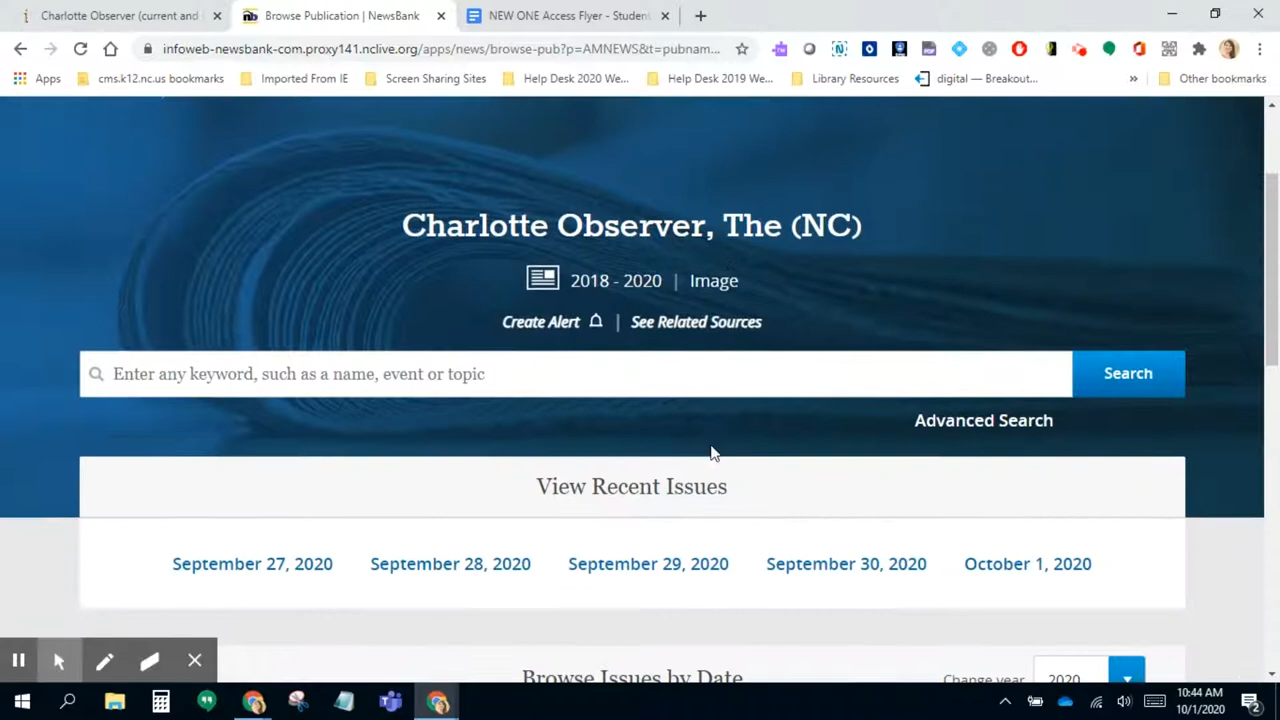 Charlotte Observer (current and
Browse Publication | NewsBank
NEW ONE Access Flyer - Student
infoweb-newsbank-com.proxy141.nclive.org/apps/news/browse-pub?p=AMNEWS&t=pubnam...
Apps
cms.k12.nc.us bookmarks
Imported From IE
Screen Sharing Sites
Help Desk 2020 We...
Help Desk 2019 We...
Library Resources
digital — Breakout...
Other bookmarks
Charlotte Observer, The (NC)
2018 - 2020 | Image
Create Alert | See Related Sources
Enter any keyword, such as a name, event or topic
Search
Advanced Search
View Recent Issues
September 27, 2020 September 28, 2020 September 29, 2020 September 30, 2020 October 1, 2020
Browse Issues by Date
Change year 2020
10:44 AM
10/1/2020
2